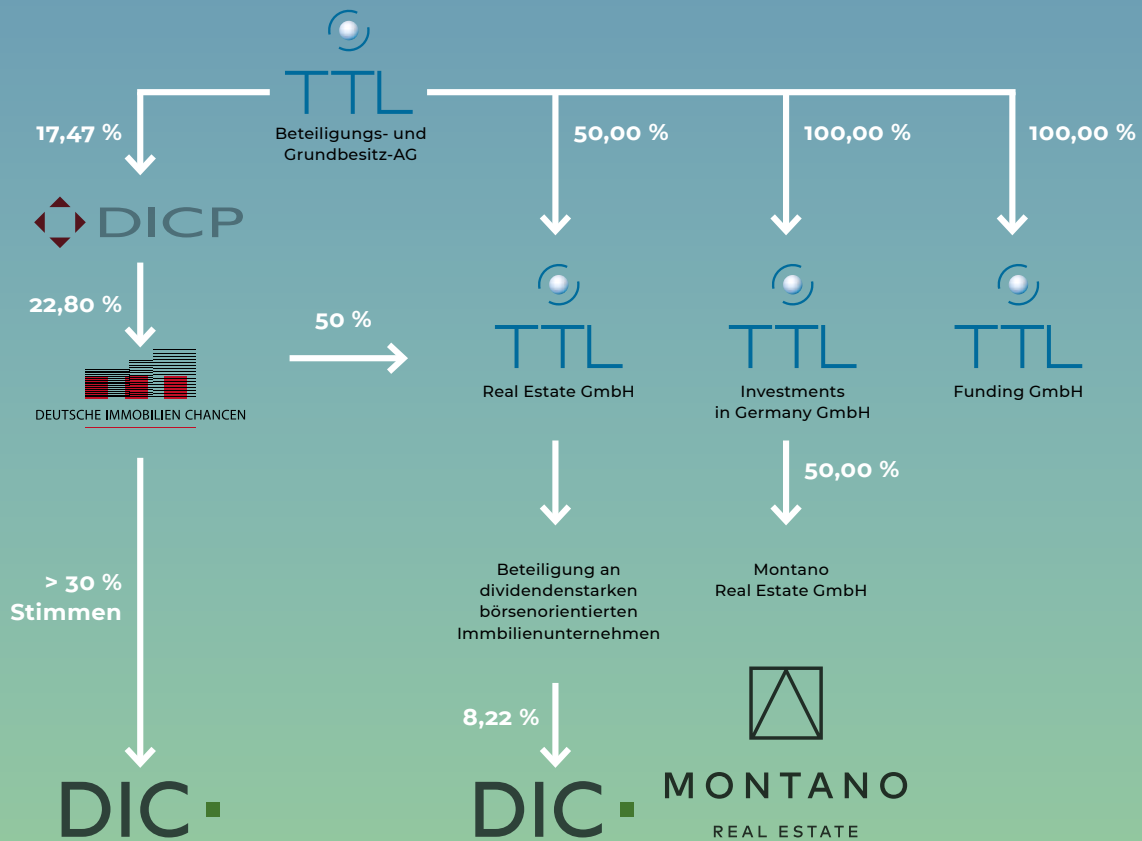 TTL
Beteiligungs- und
Grundbesitz-AG
17,47 %
50,00 %
100,00 %
100,00 %
DICP
22,80 %
50 %
DEUTSCHE IMMOBILIEN CHANCEN
TTL
Real Estate GmbH
TTL
Investments
in Germany GmbH
TTL
Funding GmbH
50,00 %
> 30 %
Stimmen
Beteiligung an
dividendenstarken
börsenorientierten
Immbilienunternehmen
Montano
Real Estate GmbH
8,22 %
DIC
DIC
MONTANO
REAL ESTATE